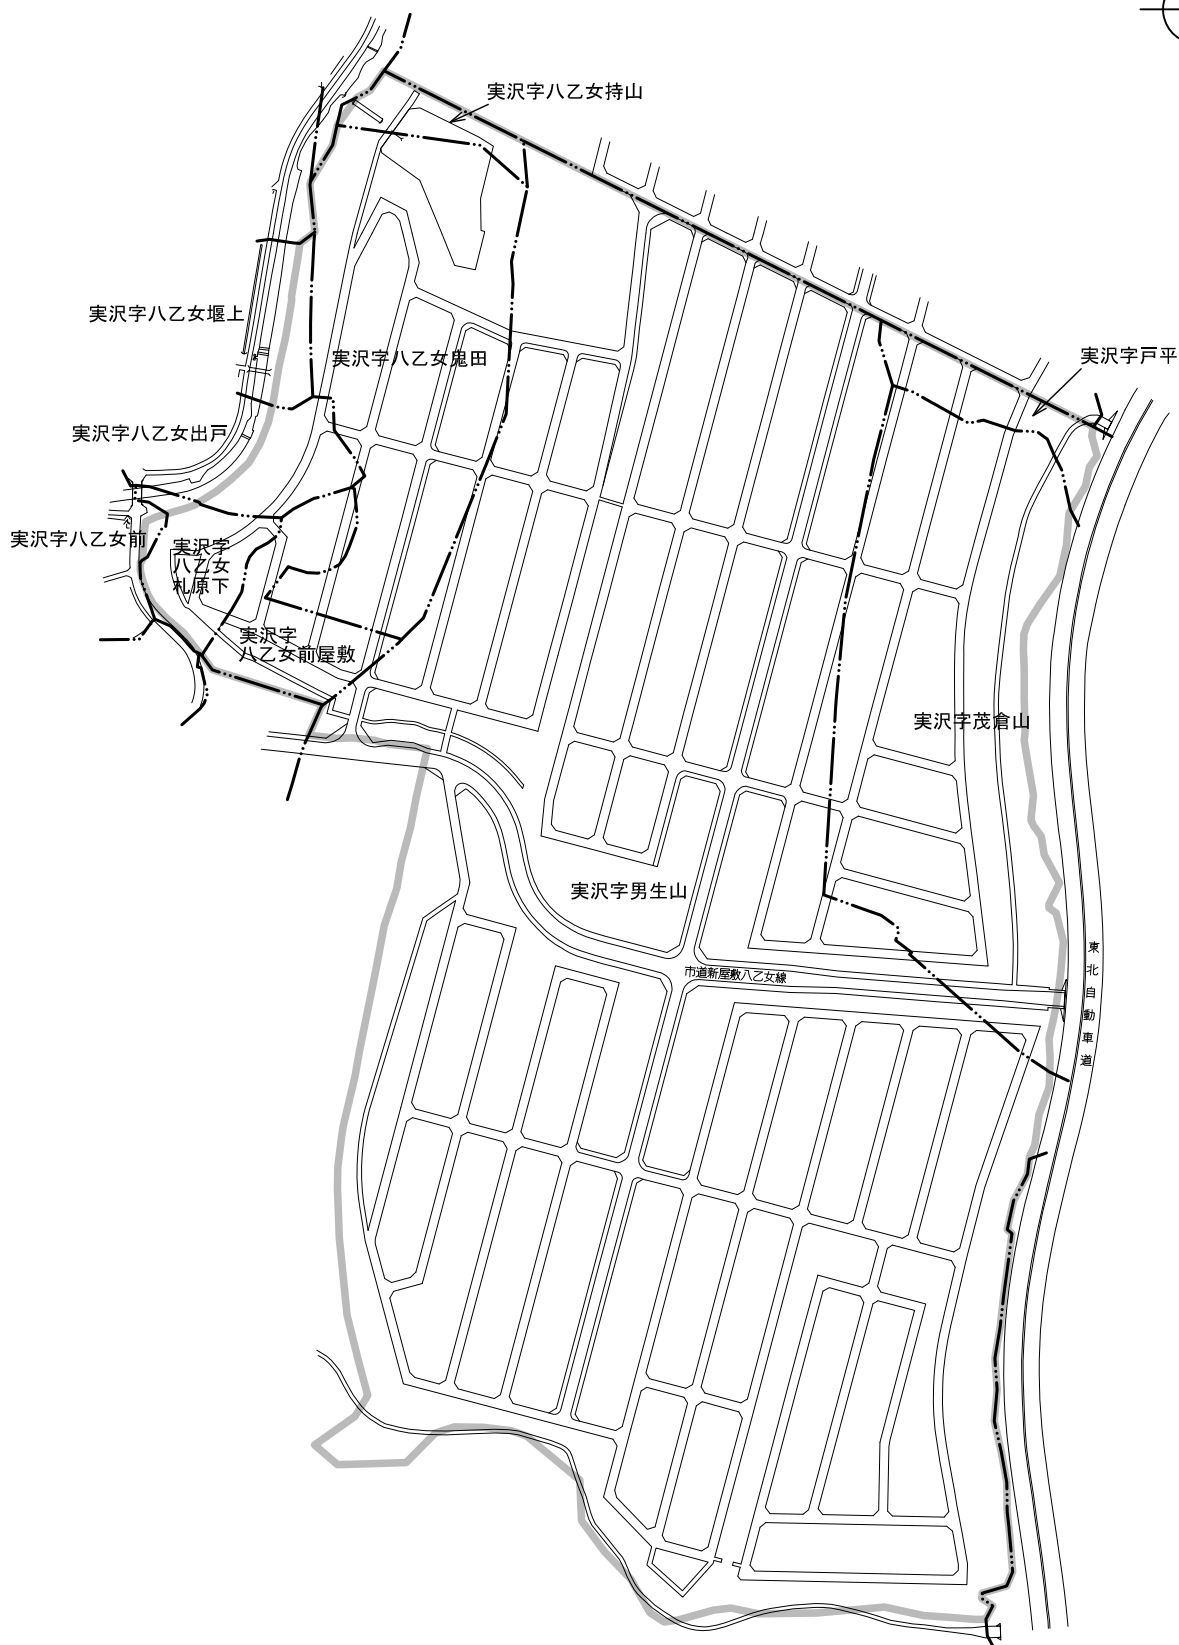 実沢字八乙女持山
実沢字八乙女堰上
実沢字八乙女鬼田
実沢字戸平
実沢字八乙女出戸
実沢字八乙女前
実沢字
八乙女
札原下
実沢字
八乙女前屋敷
実沢字茂倉山
実沢字男生山
市道新屋敷八乙女線
東北自動車道